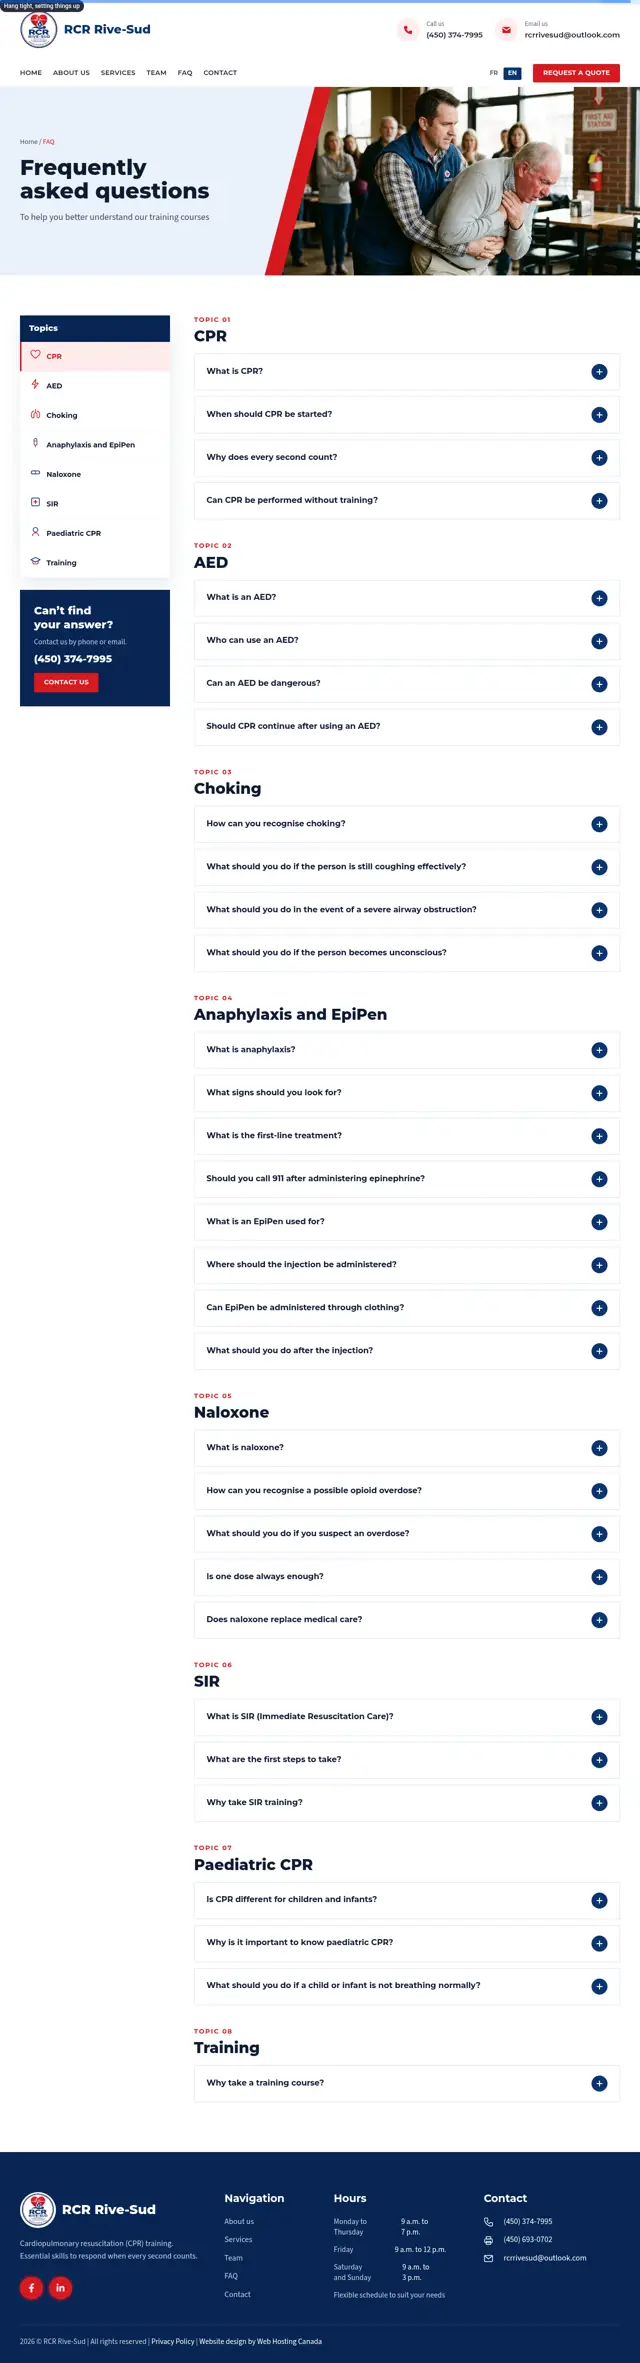 Hang tight, setting things up
RCR
RIVE-SUD
RCR Rive-Sud
Call us
(450) 374-7995
Email us
rcrrivesud@outlook.com
HOME
ABOUT US
SERVICES
TEAM
FAQ
CONTACT
FR
EN
REQUEST A QUOTE
Home / FAQ
Frequently
asked questions
To help you better understand our training courses
FIRST AID
STATION
Topics
CPR
AED
Choking
Anaphylaxis and EpiPen
Naloxone
SIR
Paediatric CPR
Training
Can't find
your answer?
Contact us by phone or email.
(450) 374-7995
CONTACT US
TOPIC 01
CPR
What is CPR?
When should CPR be started?
Why does every second count?
Can CPR be performed without training?
TOPIC 02
AED
What is an AED?
Who can use an AED?
Can an AED be dangerous?
Should CPR continue after using an AED?
TOPIC 03
Choking
How can you recognise choking?
What should you do if the person is still coughing effectively?
What should you do in the event of a severe airway obstruction?
What should you do if the person becomes unconscious?
TOPIC 04
Anaphylaxis and EpiPen
What is anaphylaxis?
What signs should you look for?
What is the first-line treatment?
Should you call 911 after administering epinephrine?
What is an EpiPen used for?
Where should the injection be administered?
Can EpiPen be administered through clothing?
What should you do after the injection?
TOPIC 05
Naloxone
What is naloxone?
How can you recognise a possible opioid overdose?
What should you do if you suspect an overdose?
Is one dose always enough?
Does naloxone replace medical care?
TOPIC 06
SIR
What is SIR (Immediate Resuscitation Care)?
What are the first steps to take?
Why take SIR training?
TOPIC 07
Paediatric CPR
Is CPR different for children and infants?
Why is it important to know paediatric CPR?
What should you do if a child or infant is not breathing normally?
TOPIC 08
Training
Why take a training course?
RCR
RIVE-SUD
RCR Rive-Sud
Cardiopulmonary resuscitation (CPR) training.
Essential skills to respond when every second counts.
Navigation
About us
Services
Team
FAQ
Contact
Hours
Monday to
Thursday
9 a.m. to
7 p.m.
Friday
9 a.m. to 12 p.m.
Saturday
and Sunday
9 a.m. to
3 p.m.
Flexible schedule to suit your needs
Contact
(450) 374-7995
(450) 693-0702
rcrrivesud@outlook.com
2026 © RCR Rive-Sud | All rights reserved | Privacy Policy | Website design by Web Hosting Canada